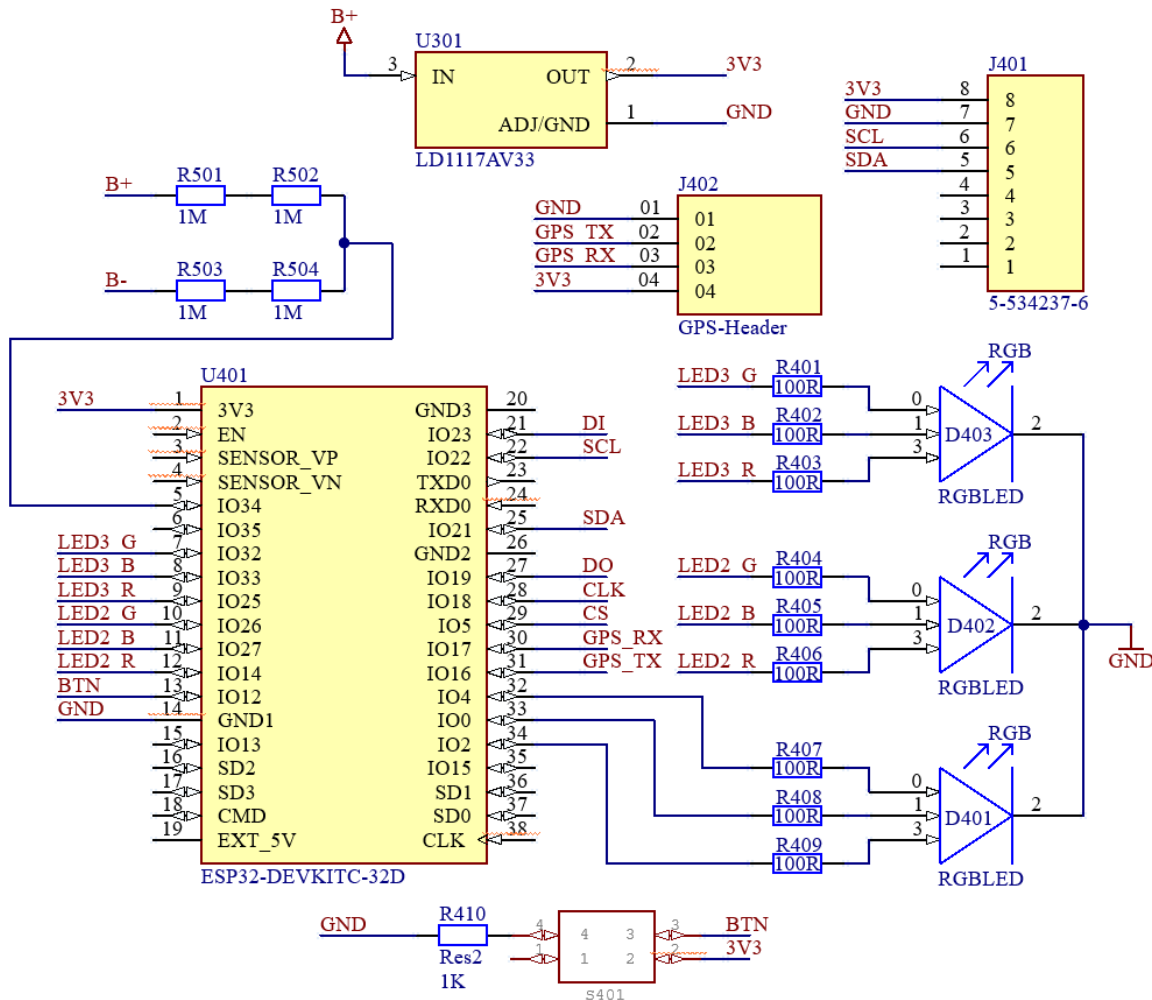 B+
U301
3 IN OUT 2 3V3
ADJ/GND 1 GND
LD1117AV33
J401
3V3 8 8
GND 7 7
SCL 6 6
SDA 5 5
4 4
3 3
2 2
1 1
5-534237-6
B+ R501 R502
1M 1M
B- R503 R504
1M 1M
J402
GND 01 01
GPS_TX 02 02
GPS_RX 03 03
3V3 04 04
GPS-Header
U401
3V3 1 3V3 GND3 20
2 EN IO23 21 DI
3 SENSOR_VP IO22 22 SCL
4 SENSOR_VN TXD0 23
5 IO34 RXD0 24
6 IO35 IO21 25 SDA
LED3_G 7 IO32 GND2 26
LED3_B 8 IO33 IO19 27 DO
LED3_R 9 IO25 IO18 28 CLK
LED2_G 10 IO26 IO5 29 CS
LED2_B 11 IO27 IO17 30 GPS_RX
LED2_R 12 IO14 IO16 31 GPS_TX
BTN 13 IO12 IO4 32
GND 14 GND1 IO0 33
15 IO13 IO2 34
16 SD2 IO15 35
17 SD3 SD1 36
18 CMD SD0 37
19 EXT_5V CLK 38
ESP32-DEVKITC-32D
RGB
LED3_G R401 100R 0
LED3_B R402 100R 1 D403 2
LED3_R R403 100R 3
RGBLED
RGB
LED2_G R404 100R 0
LED2_B R405 100R 1 D402 2
LED2_R R406 100R 3
RGBLED
GND
RGB
R407 100R 0
R408 100R 1 D401 2
R409 100R 3
RGBLED
GND R410 4 4 3 3 BTN
Res2 1 1 2 2 3V3
1K
S401